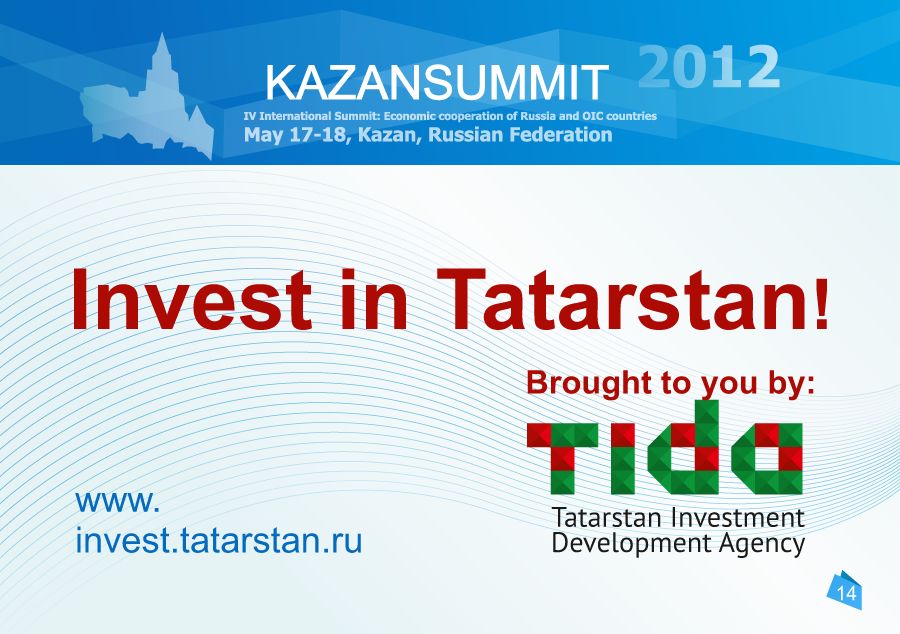 KAZANSUMMIT 2012
IV International Summit: Economic cooperation of Russia and OIC countries
May 17-18, Kazan, Russian Federation
Invest in Tatarstan!
Brought to you by:
TIDA
Tatarstan Investment
Development Agency
www.
invest.tatarstan.ru
14